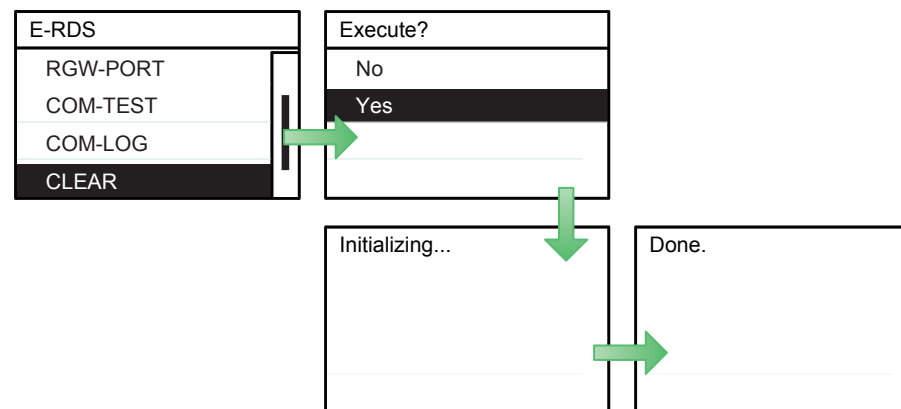 E-RDS
RGW-PORT
COM-TEST
COM-LOG
CLEAR
Execute?
No
Yes
Initializing...
Done.